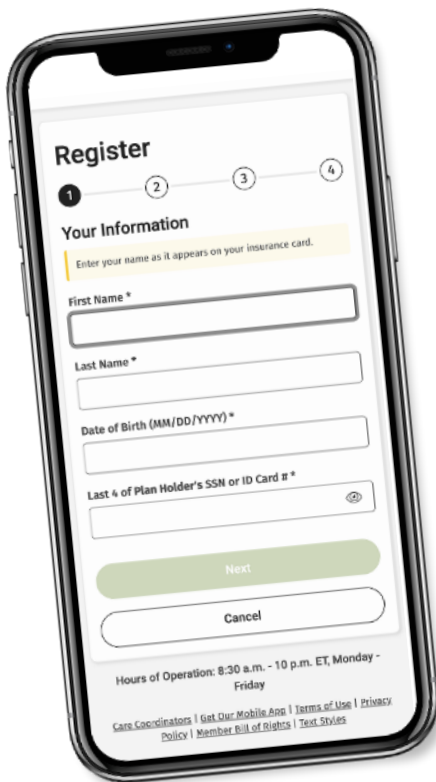 Register
1 2 3 4
Your Information
Enter your name as it appears on your insurance card.
First Name *
Last Name *
Date of Birth (MM/DD/YYYY) *
Last 4 of Plan Holder's SSN or ID Card # *
Next
Cancel
Hours of Operation: 8:30 a.m. - 10 p.m. ET, Monday -
Friday
Care Coordinators | Get Our Mobile App | Terms of Use | Privacy
Policy | Member Bill of Rights | Text Styles